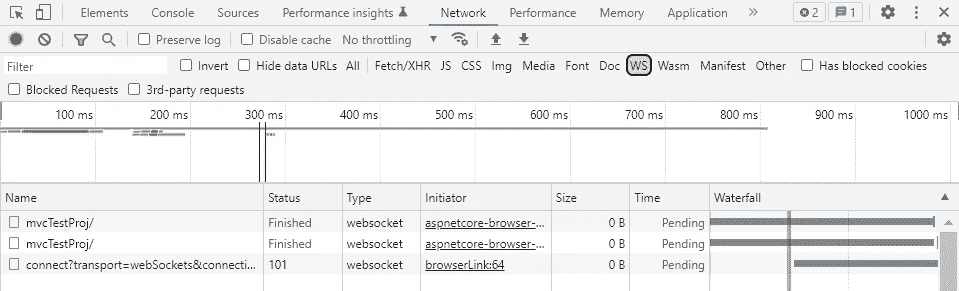 Elements Console Sources Performance insights Network Performance Memory Application » 2 1
Preserve log Disable cache No throttling
Filter Invert Hide data URLs All Fetch/XHR JS CSS Img Media Font Doc WS Wasm Manifest Other Has blocked cookies
Blocked Requests 3rd-party requests
100 ms 200 ms 300 ms 400 ms 500 ms 600 ms 700 ms 800 ms 900 ms 1000 ms
Name Status Type Initiator Size Time Waterfall
mvcTestProj/ Finished websocket aspnetcore-browser-... 0 B Pending
mvcTestProj/ Finished websocket aspnetcore-browser-... 0 B Pending
connect?transport=webSockets&connecti... 101 websocket browserLink:64 0 B Pending